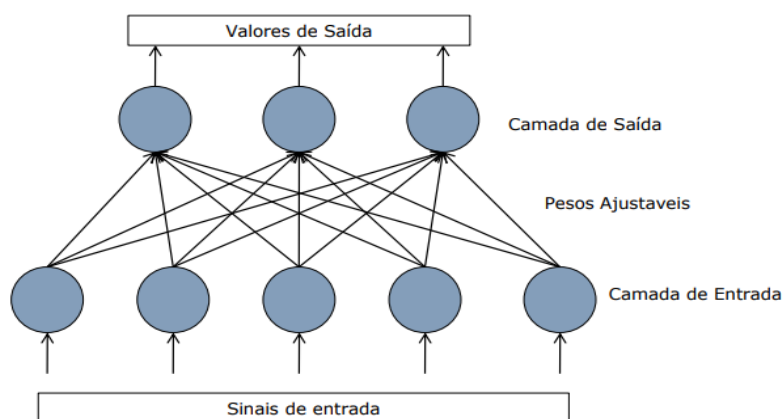 Valores de Saída
Camada de Saída
Pesos Ajustaveis
Camada de Entrada
Sinais de entrada